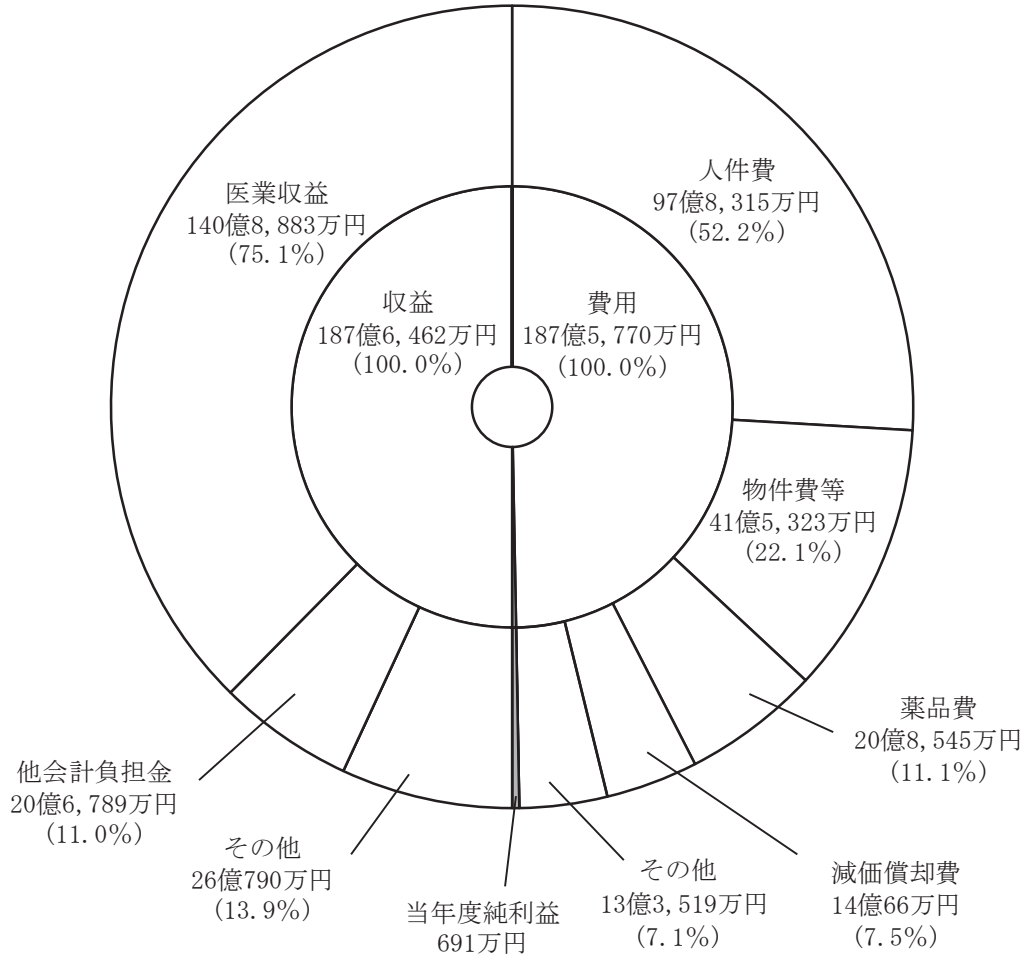 医業収益
140億8,883万円
(75.1%)
人件費
97億8,315万円
(52.2%)
収益
187億6,462万円
(100.0%)
費用
187億5,770万円
(100.0%)
物件費等
41億5,323万円
(22.1%)
薬品費
20億8,545万円
(11.1%)
他会計負担金
20億6,789万円
(11.0%)
その他
26億790万円
(13.9%)
当年度純利益
691万円
その他
13億3,519万円
(7.1%)
減価償却費
14億66万円
(7.5%)